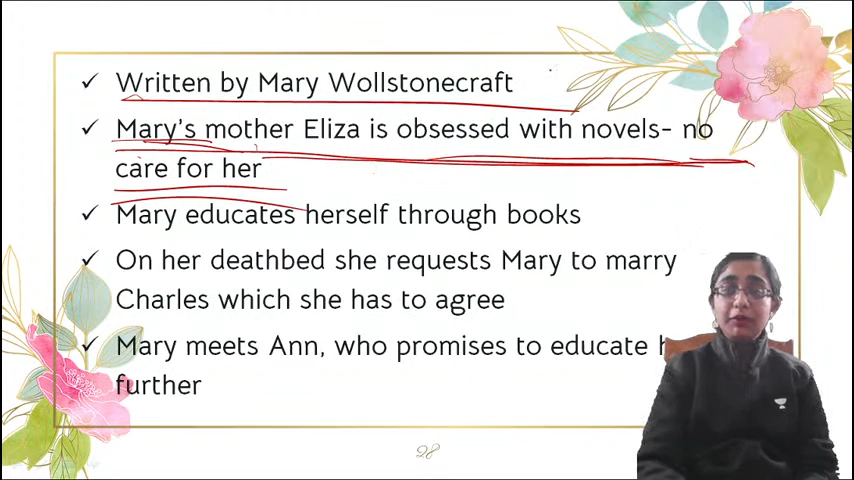 ✓ Written by Mary Wollstonecraft
✓ Mary's mother Eliza is obsessed with novels- no
care for her
✓ Mary educates herself through books
✓ On her deathbed she requests Mary to marry
Charles which she has to agree
✓ Mary meets Ann, who promises to educate
further
28